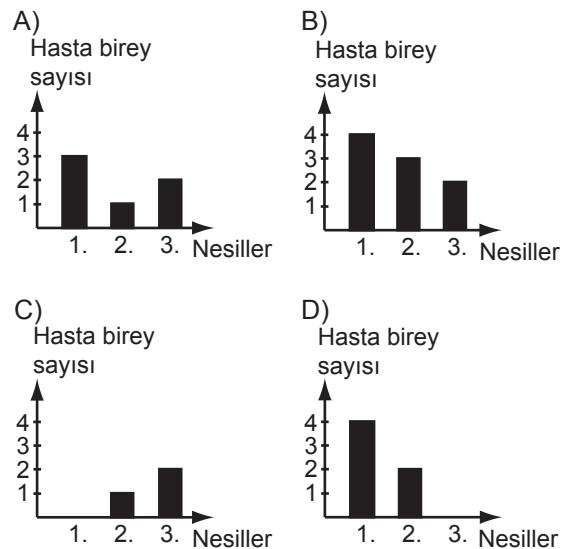 A)
Hasta birey
sayısı
4
3
2
1
1. 2. 3. Nesiller
B)
Hasta birey
sayısı
4
3
2
1
1. 2. 3. Nesiller
C)
Hasta birey
sayısı
4
3
2
1
1. 2. 3. Nesiller
D)
Hasta birey
sayısı
4
3
2
1
1. 2. 3. Nesiller